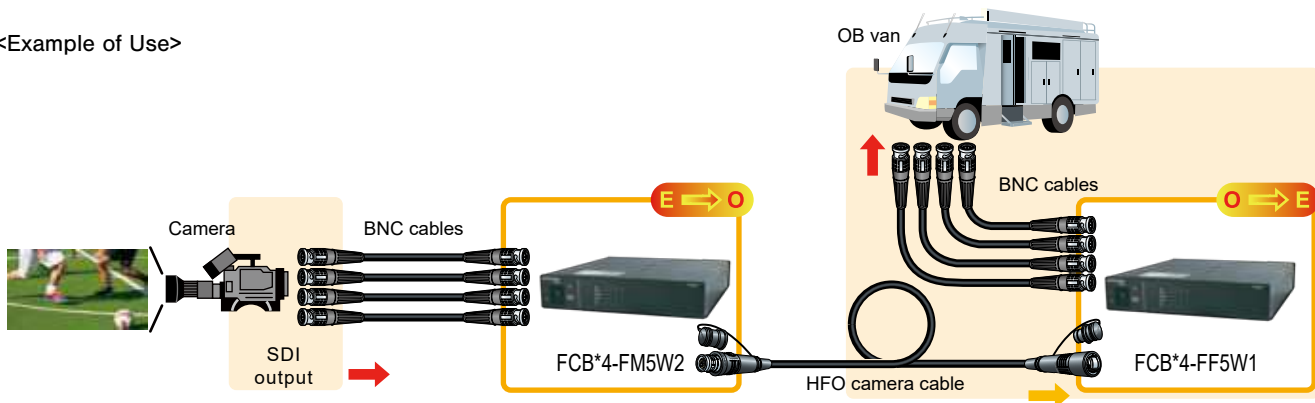 <Example of Use>
OB van
BNC cables
E ⇒ O
O ⇒ E
Camera
BNC cables
SDI
output
FCB*4-FM5W2
HFO camera cable
FCB*4-FF5W1